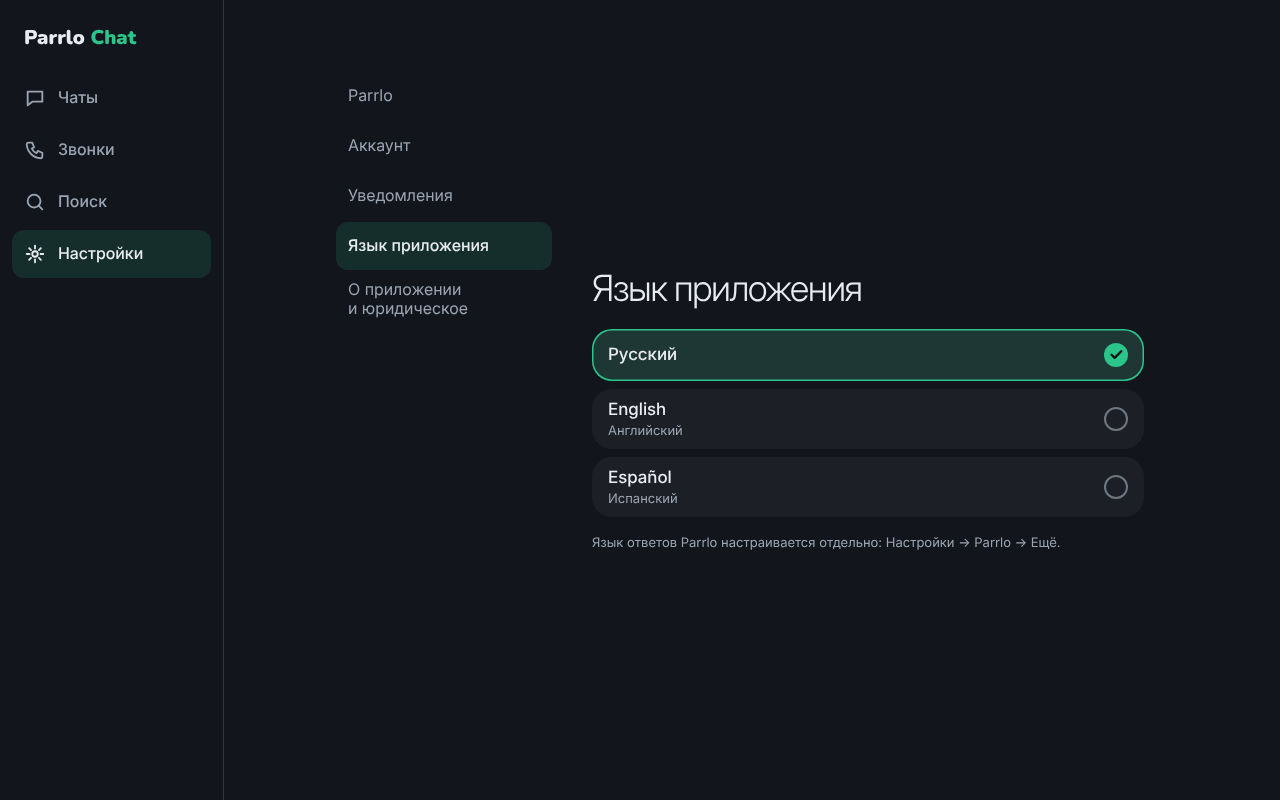 Parrlo Chat
Чаты
Звонки
Поиск
Настройки
Parrlo
Аккаунт
Уведомления
Язык приложения
О приложении
и юридическое
Язык приложения
Русский
English
Английский
Español
Испанский
Язык ответов Parrlo настраивается отдельно: Настройки → Parrlo → Ещё.